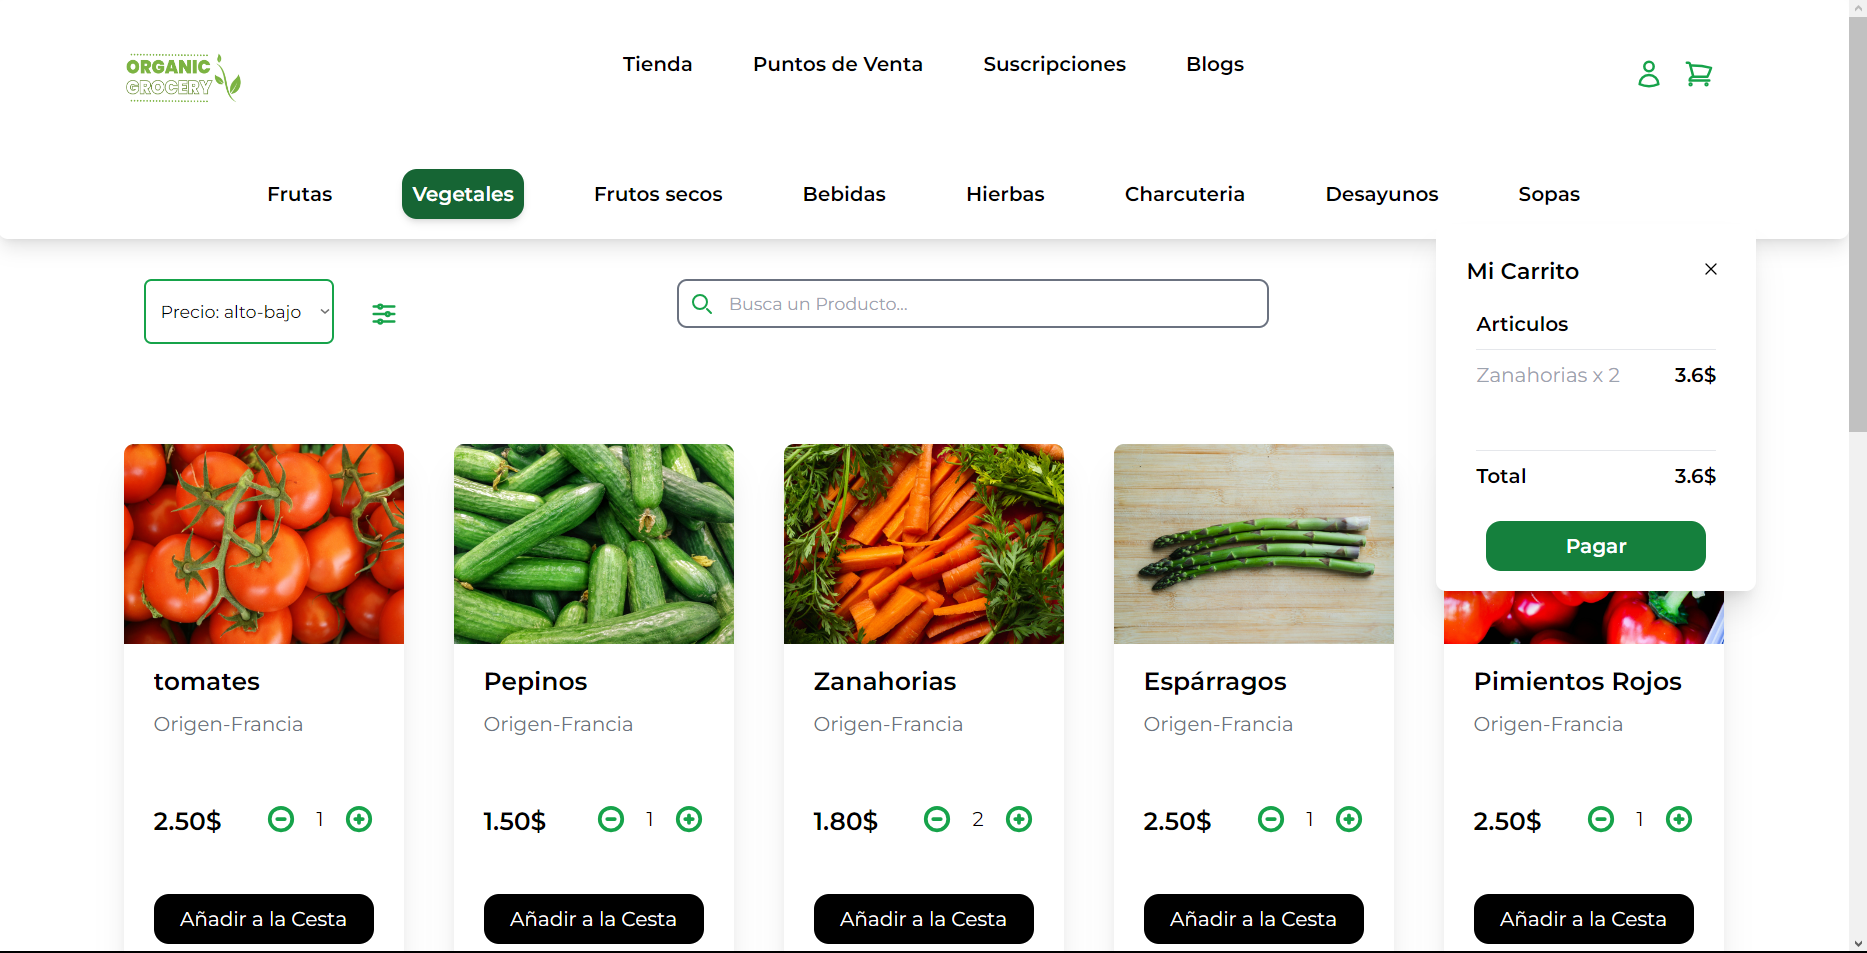 ORGANIC
GROCERY
Tienda
Puntos de Venta
Suscripciones
Blogs
Frutas
Vegetales
Frutos secos
Bebidas
Hierbas
Charcuteria
Desayunos
Sopas
Precio: alto-bajo
Busca un Producto...
Mi Carrito
Articulos
Zanahorias x 2 3.6$
Total 3.6$
Pagar
tomates
Origen-Francia
2.50$ 1
Añadir a la Cesta
Pepinos
Origen-Francia
1.50$ 1
Añadir a la Cesta
Zanahorias
Origen-Francia
1.80$ 2
Añadir a la Cesta
Espárragos
Origen-Francia
2.50$ 1
Añadir a la Cesta
Pimientos Rojos
Origen-Francia
2.50$ 1
Añadir a la Cesta